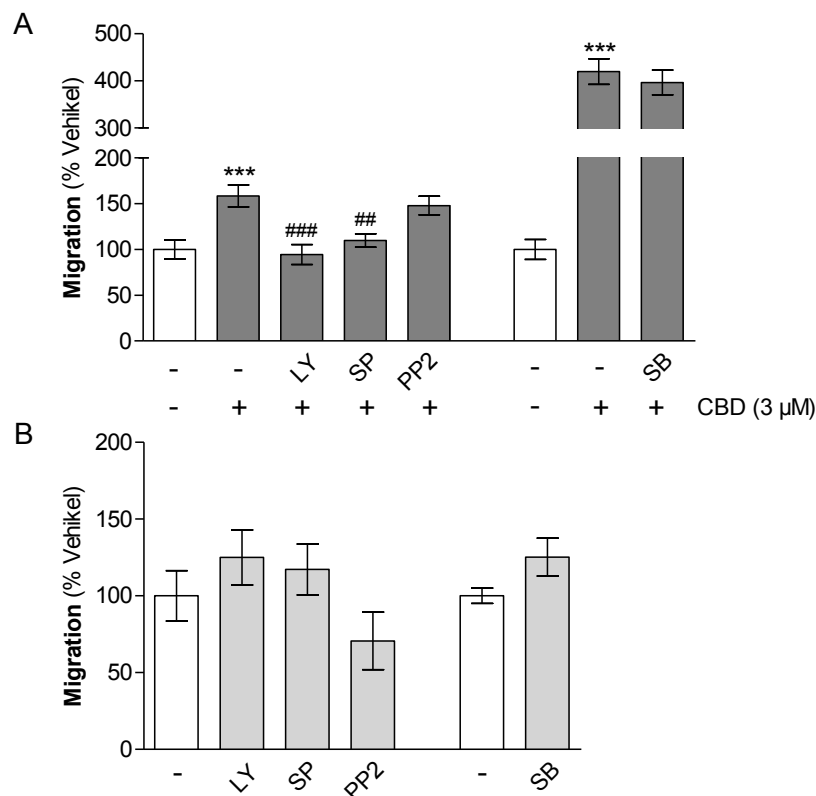 A
500
400
300
200
150
100
50
0
Migration (% Vehikel)
***
###
##
***
- - LY SP PP2 - - SB
- + + + + - + + CBD (3 µM)
B
200
150
100
50
0
Migration (% Vehikel)
- LY SP PP2 - SB